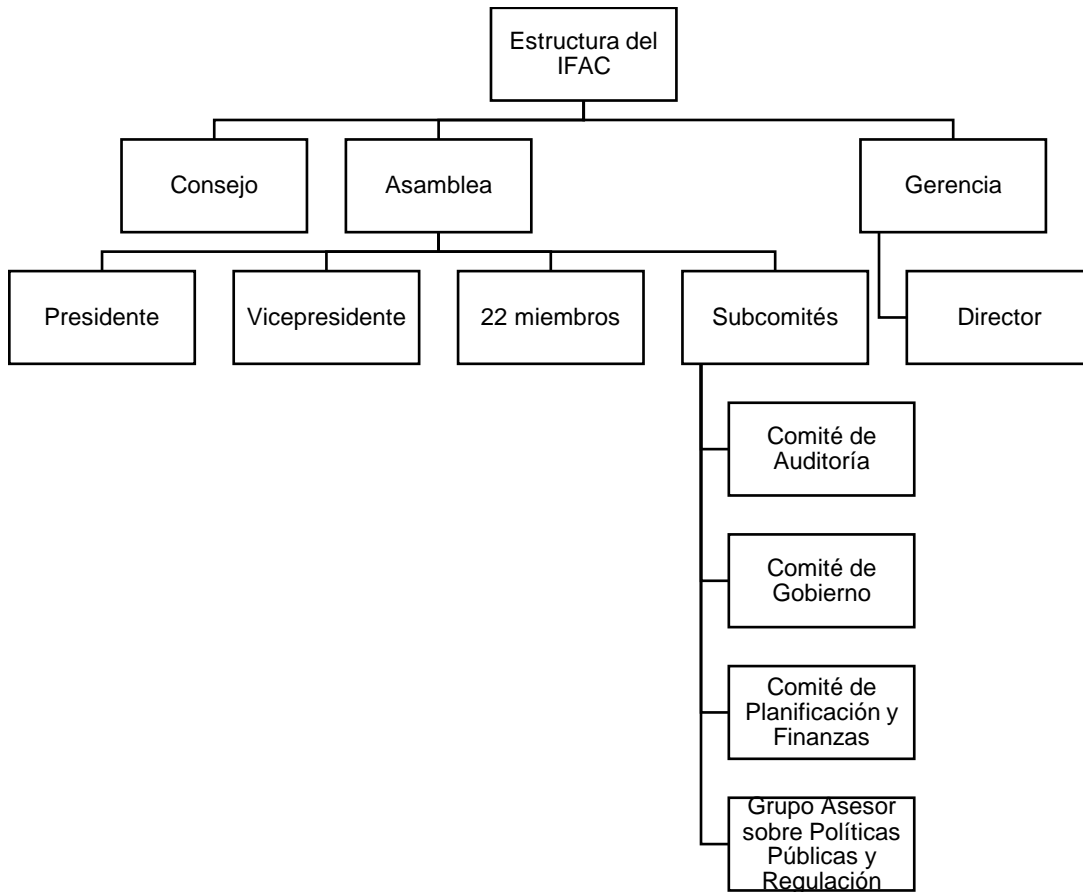 Estructura del
IFAC
Consejo
Asamblea
Gerencia
Presidente
Vicepresidente
22 miembros
Subcomités
Director
Comité de
Auditoría
Comité de
Gobierno
Comité de
Planificación y
Finanzas
Grupo Asesor
sobre Políticas
Públicas y
Regulación